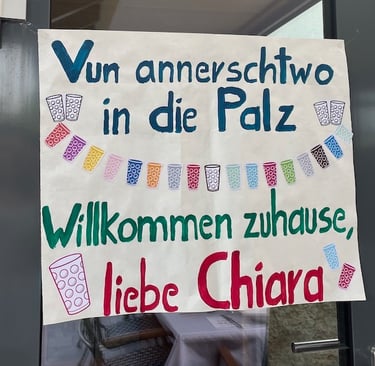 Vun annerschtwo
in die Palz
Willkommen zuhause,
liebe Chiara